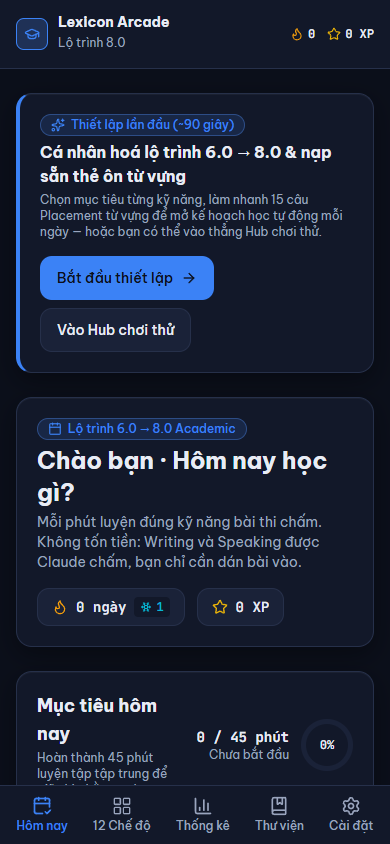 Lexicon Arcade
Lộ trình 8.0
0
0 XP
Thiết lập lần đầu (~90 giây)
Cá nhân hoá lộ trình 6.0 → 8.0 & nạp
sẵn thẻ ôn từ vựng
Chọn mục tiêu từng kỹ năng, làm nhanh 15 câu
Placement từ vựng để mở kế hoạch học tự động mỗi
ngày — hoặc bạn có thể vào thẳng Hub chơi thử.
Bắt đầu thiết lập →
Vào Hub chơi thử
Lộ trình 6.0 → 8.0 Academic
Chào bạn · Hôm nay học
gì?
Mỗi phút luyện đúng kỹ năng bài thi chấm.
Không tốn tiền: Writing và Speaking được
Claude chấm, bạn chỉ cần dán bài vào.
0 ngày
1
0 XP
Mục tiêu hôm
nay
0 / 45 phút
Chưa bắt đầu
0%
Hoàn thành 45 phút
luyện tập tập trung để
Hôm nay
12 Chế độ
Thống kê
Thư viện
Cài đặt